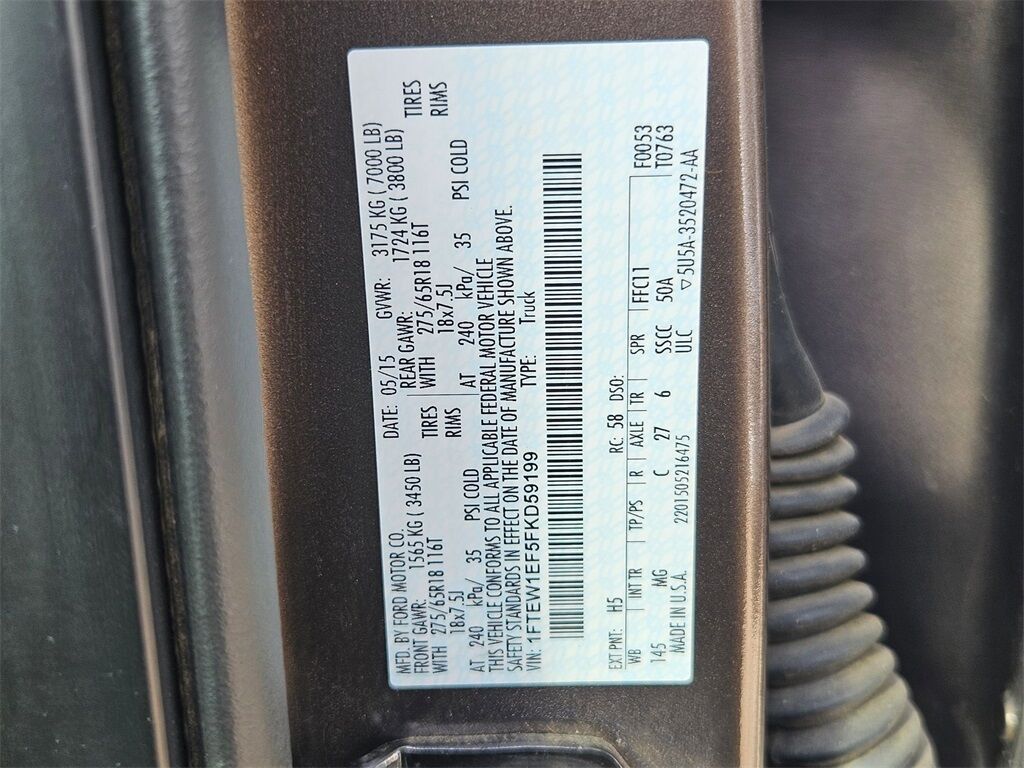 MFD. BY FORD MOTOR CO.
DATE: 05/15 GVWR: 3175 KG ( 7000 LB)
FRONT GAWR: 1565 KG ( 3450 LB)
REAR GAWR: 1724 KG ( 3800 LB)
WITH 275/65R18 116T TIRES
WITH 275/65R18 116T TIRES
18x7.5J RIMS
18x7.5J RIMS
AT 240 kPa/ 35 PSI COLD
AT 240 kPa/ 35 PSI COLD
THIS VEHICLE CONFORMS TO ALL APPLICABLE FEDERAL MOTOR VEHICLE
SAFETY STANDARDS IN EFFECT ON THE DATE OF MANUFACTURE SHOWN ABOVE.
VIN: 1FTEW1EF5FKD59199 TYPE: Truck
EXT PNT: H5 RC: 58 DSO: F0053
WB INT TR TP/PS R AXLE TR SPR FFC11 T0763
145 MG C 27 6 SSCC 50A
MADE IN U.S.A. 2201505216475 ULC ▽5U5A-3520472-AA